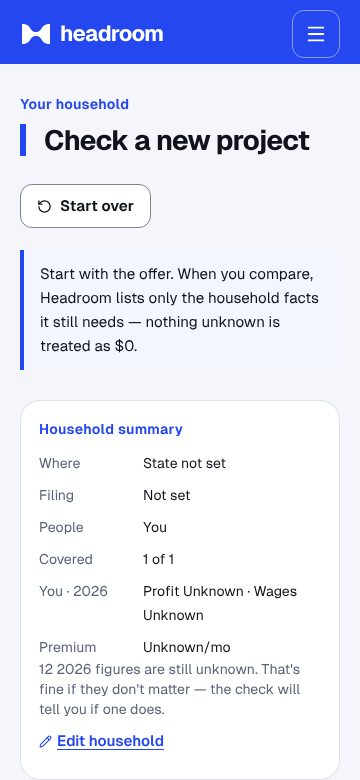 headroom
Your household
Check a new project
Start over
Start with the offer. When you compare,
Headroom lists only the household facts
it still needs — nothing unknown is
treated as $0.
Household summary
Where State not set
Filing Not set
People You
Covered 1 of 1
You · 2026 Profit Unknown · Wages
Unknown
Premium Unknown/mo
12 2026 figures are still unknown. That's
fine if they don't matter — the check will
tell you if one does.
Edit household